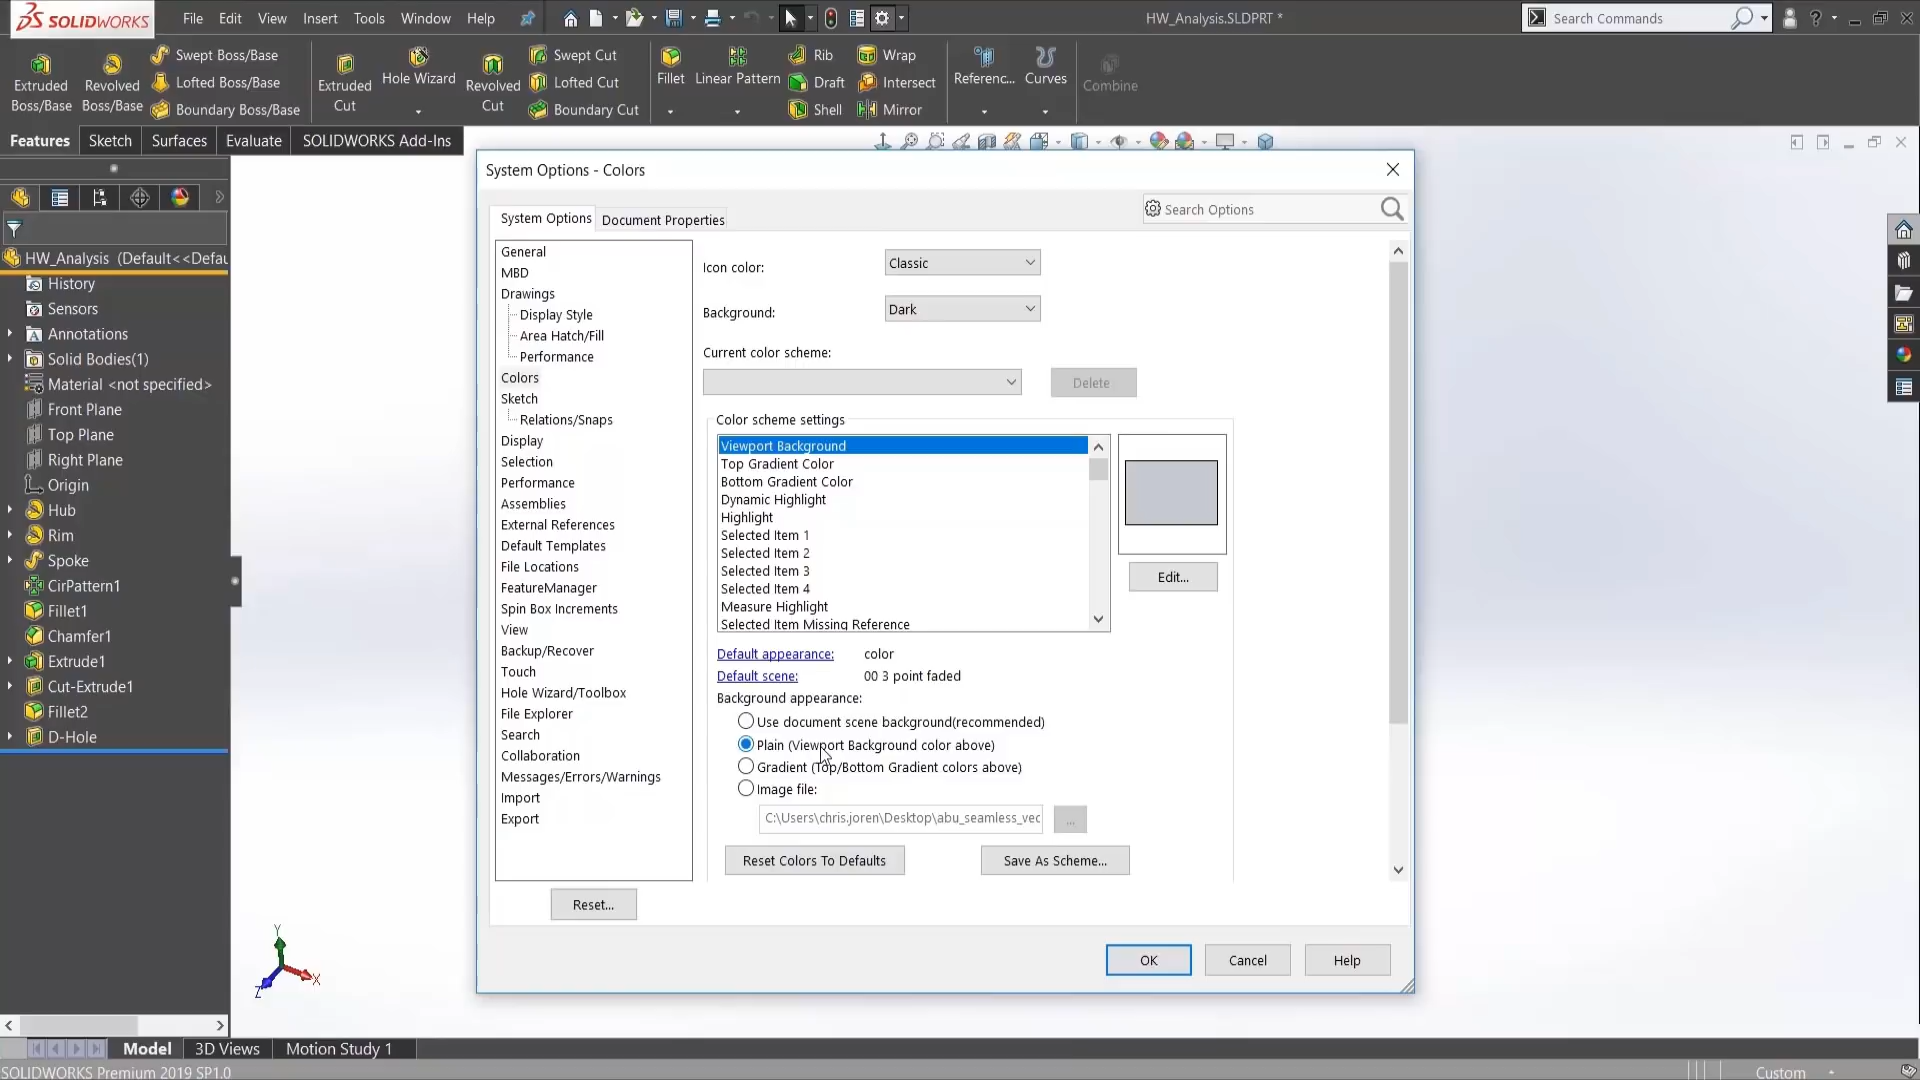 SOLIDWORKS
File Edit View Insert Tools Window Help
HW_Analysis.SLDPRT *
Search Commands
Extruded Boss/Base
Revolved Boss/Base
Swept Boss/Base
Lofted Boss/Base
Boundary Boss/Base
Extruded Cut
Hole Wizard
Revolved Cut
Swept Cut
Lofted Cut
Boundary Cut
Fillet
Linear Pattern
Rib
Draft
Shell
Wrap
Intersect
Mirror
Referenc...
Curves
Combine
Features Sketch Surfaces Evaluate SOLIDWORKS Add-Ins
HW_Analysis (Default<<Defau
History
Sensors
Annotations
Solid Bodies(1)
Material <not specified>
Front Plane
Top Plane
Right Plane
Origin
Hub
Rim
Spoke
CirPattern1
Fillet1
Chamfer1
Extrude1
Cut-Extrude1
Fillet2
D-Hole
System Options - Colors
System Options Document Properties
Search Options
General
MBD
Drawings
Display Style
Area Hatch/Fill
Performance
Colors
Sketch
Relations/Snaps
Display
Selection
Performance
Assemblies
External References
Default Templates
File Locations
FeatureManager
Spin Box Increments
View
Backup/Recover
Touch
Hole Wizard/Toolbox
File Explorer
Search
Collaboration
Messages/Errors/Warnings
Import
Export
Reset...
Icon color: Classic
Background: Dark
Current color scheme:
Delete
Color scheme settings
Viewport Background
Top Gradient Color
Bottom Gradient Color
Dynamic Highlight
Highlight
Selected Item 1
Selected Item 2
Selected Item 3
Selected Item 4
Measure Highlight
Selected Item Missing Reference
Edit...
Default appearance: color
Default scene: 00 3 point faded
Background appearance:
Use document scene background(recommended)
Plain (Viewport Background color above)
Gradient (Top/Bottom Gradient colors above)
Image file:
C:\Users\chris.joren\Desktop\abu_seamless_vec
...
Reset Colors To Defaults Save As Scheme...
OK Cancel Help
Y
X
Z
Model 3D Views Motion Study 1
SOLIDWORKS Premium 2019 SP1.0
Custom